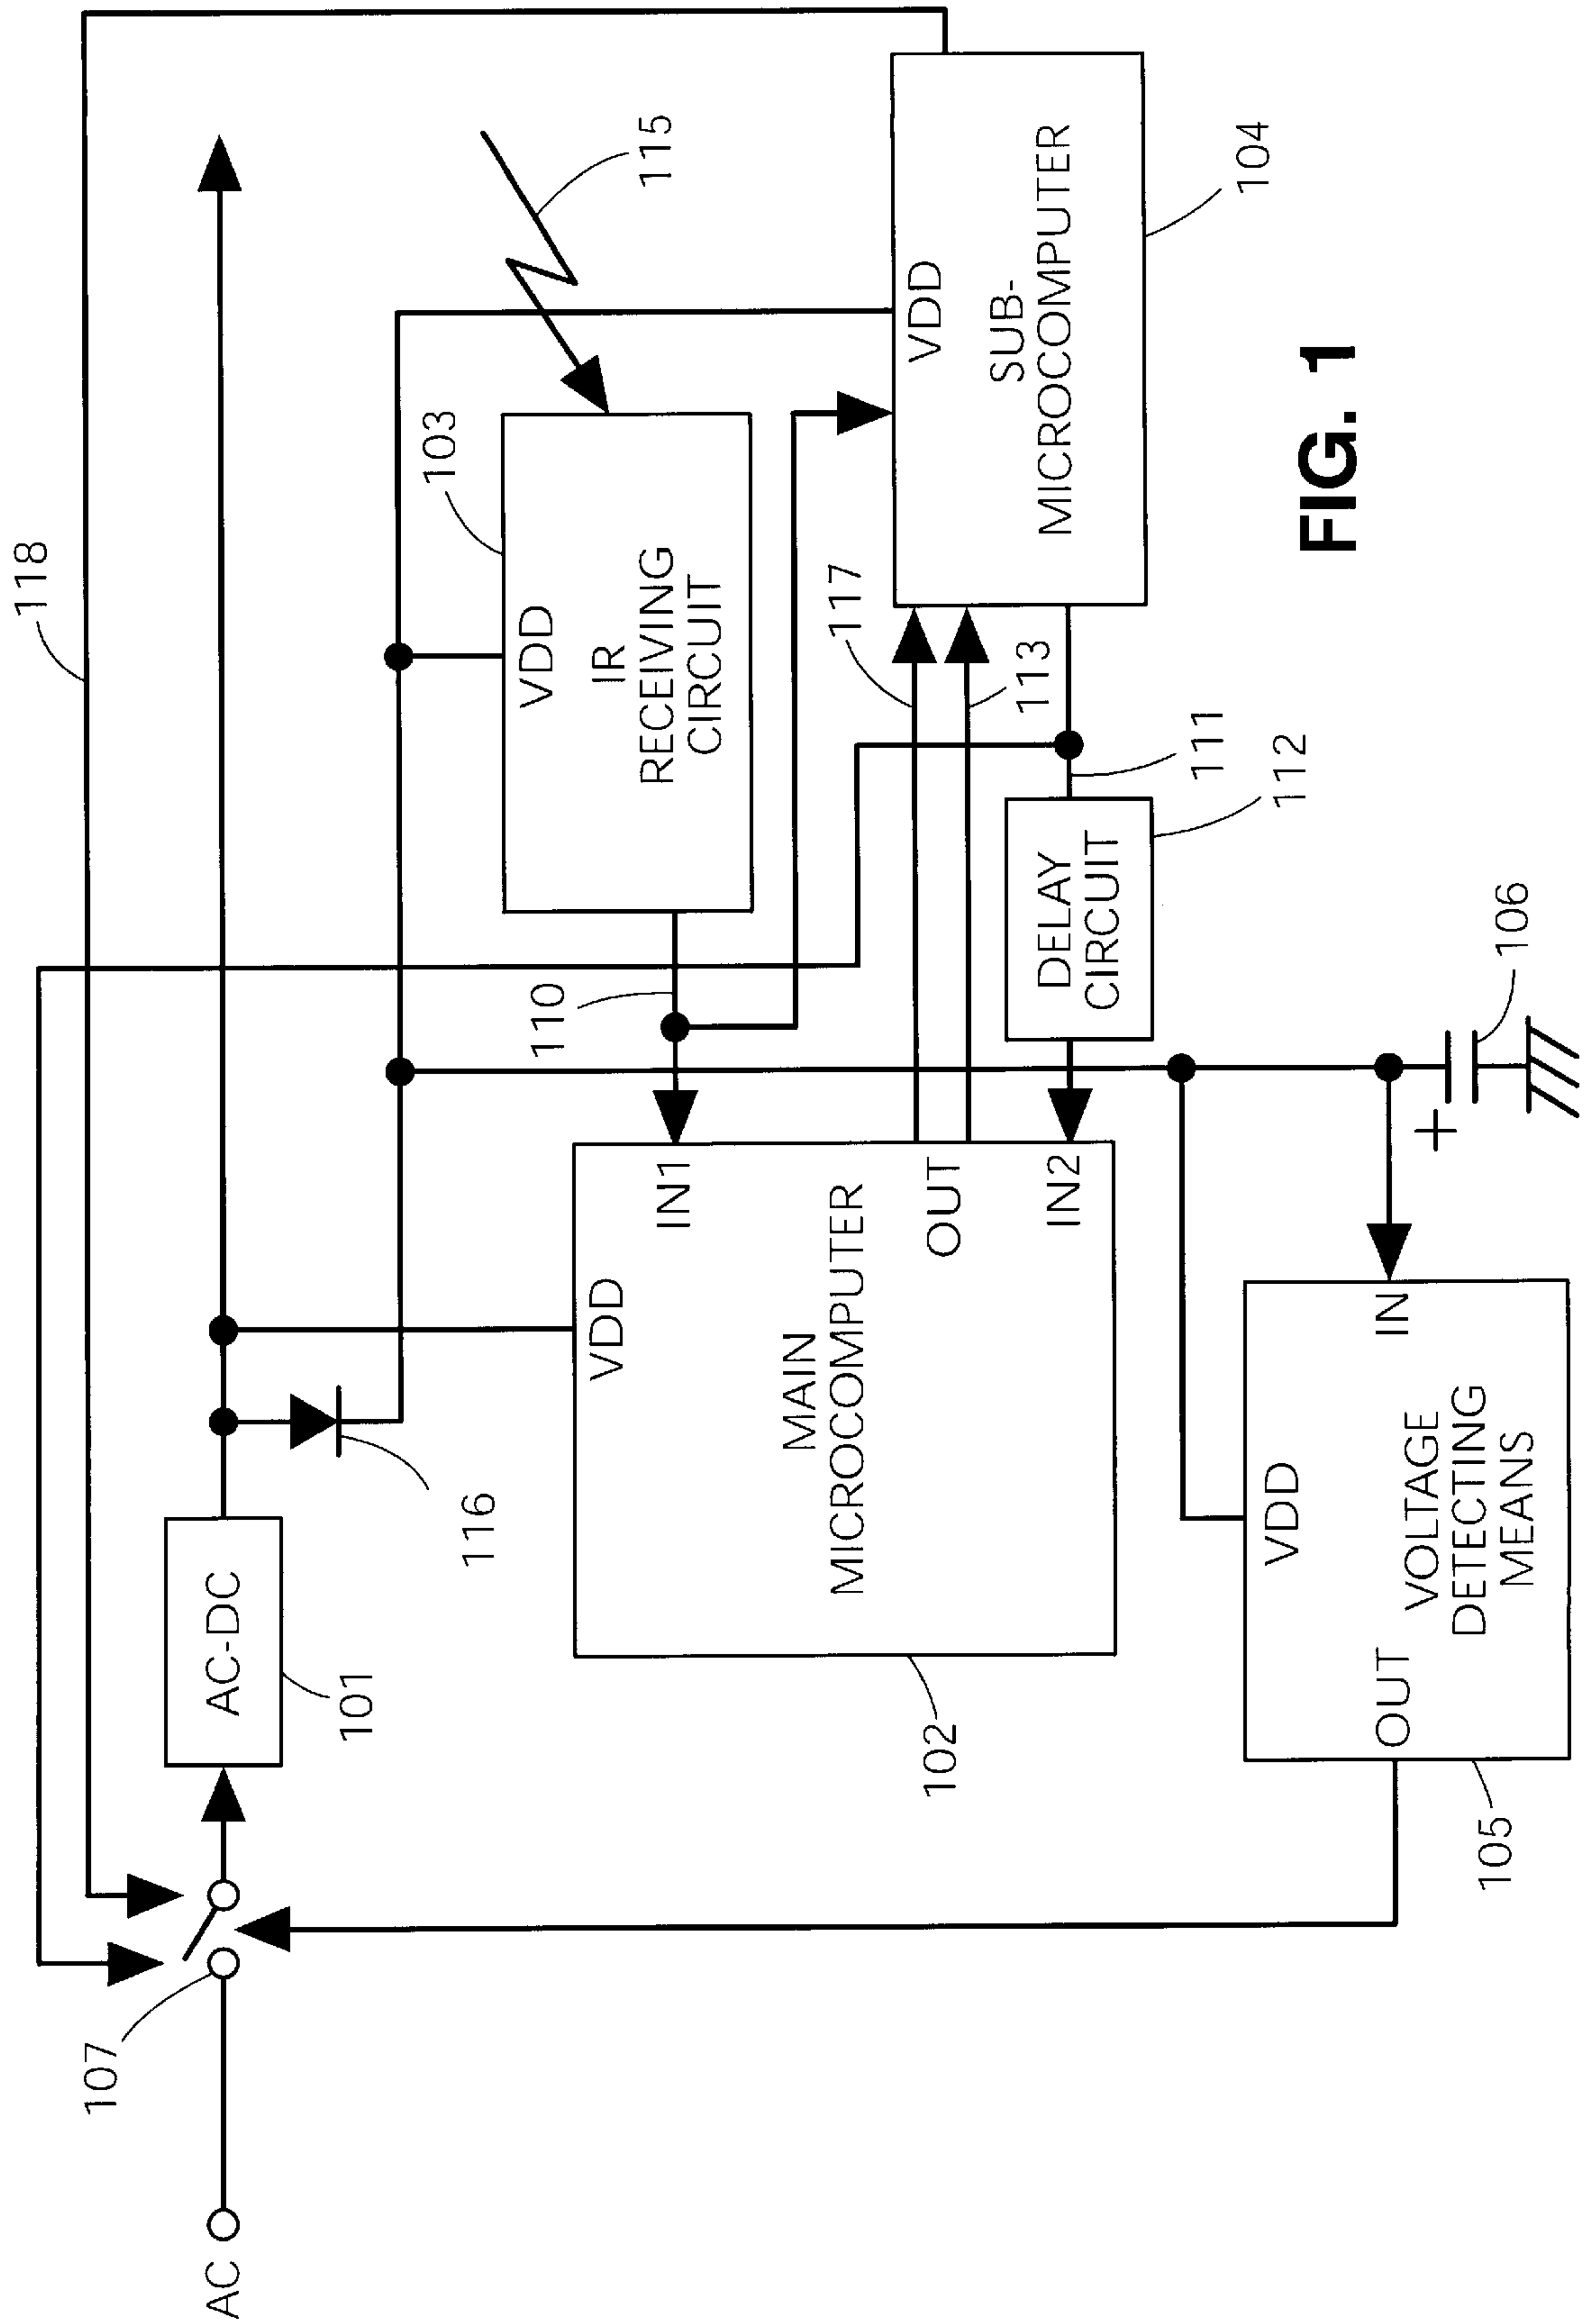 118
107
AC
AC-DC
101
116
115
103
VDD
IR
RECEIVING
CIRCUIT
110
VDD
MAIN
MICROCOMPUTER
IN1
OUT
IN2
102
117
113
VDD
SUB-
MICROCOMPUTER
104
111
112
DELAY
CIRCUIT
106
+
VDD
IN
OUT
VOLTAGE
DETECTING
MEANS
105
FIG. 1